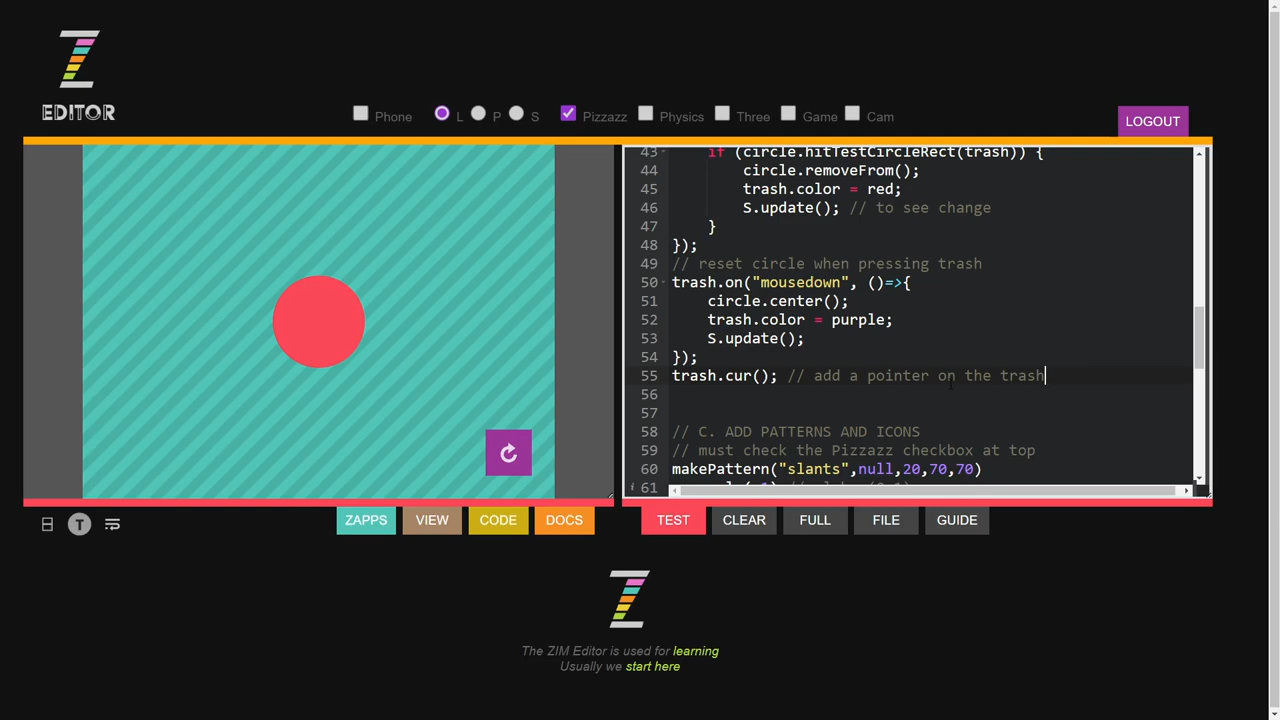 EDITOR
Phone L P S Pizzazz Physics Three Game Cam
LOGOUT
43 if (circle.hitTestCircleRect(trash)) {
44 circle.removeFrom();
45 trash.color = red;
46 S.update(); // to see change
47 }
48 });
49 // reset circle when pressing trash
50 trash.on("mousedown", ()=>{
51 circle.center();
52 trash.color = purple;
53 S.update();
54 });
55 trash.cur(); // add a pointer on the trash
56
57
58 // C. ADD PATTERNS AND ICONS
59 // must check the Pizzazz checkbox at top
60 makePattern("slants",null,20,70,70)
61
T
ZAPPS VIEW CODE DOCS TEST CLEAR FULL FILE GUIDE
The ZIM Editor is used for learning
Usually we start here